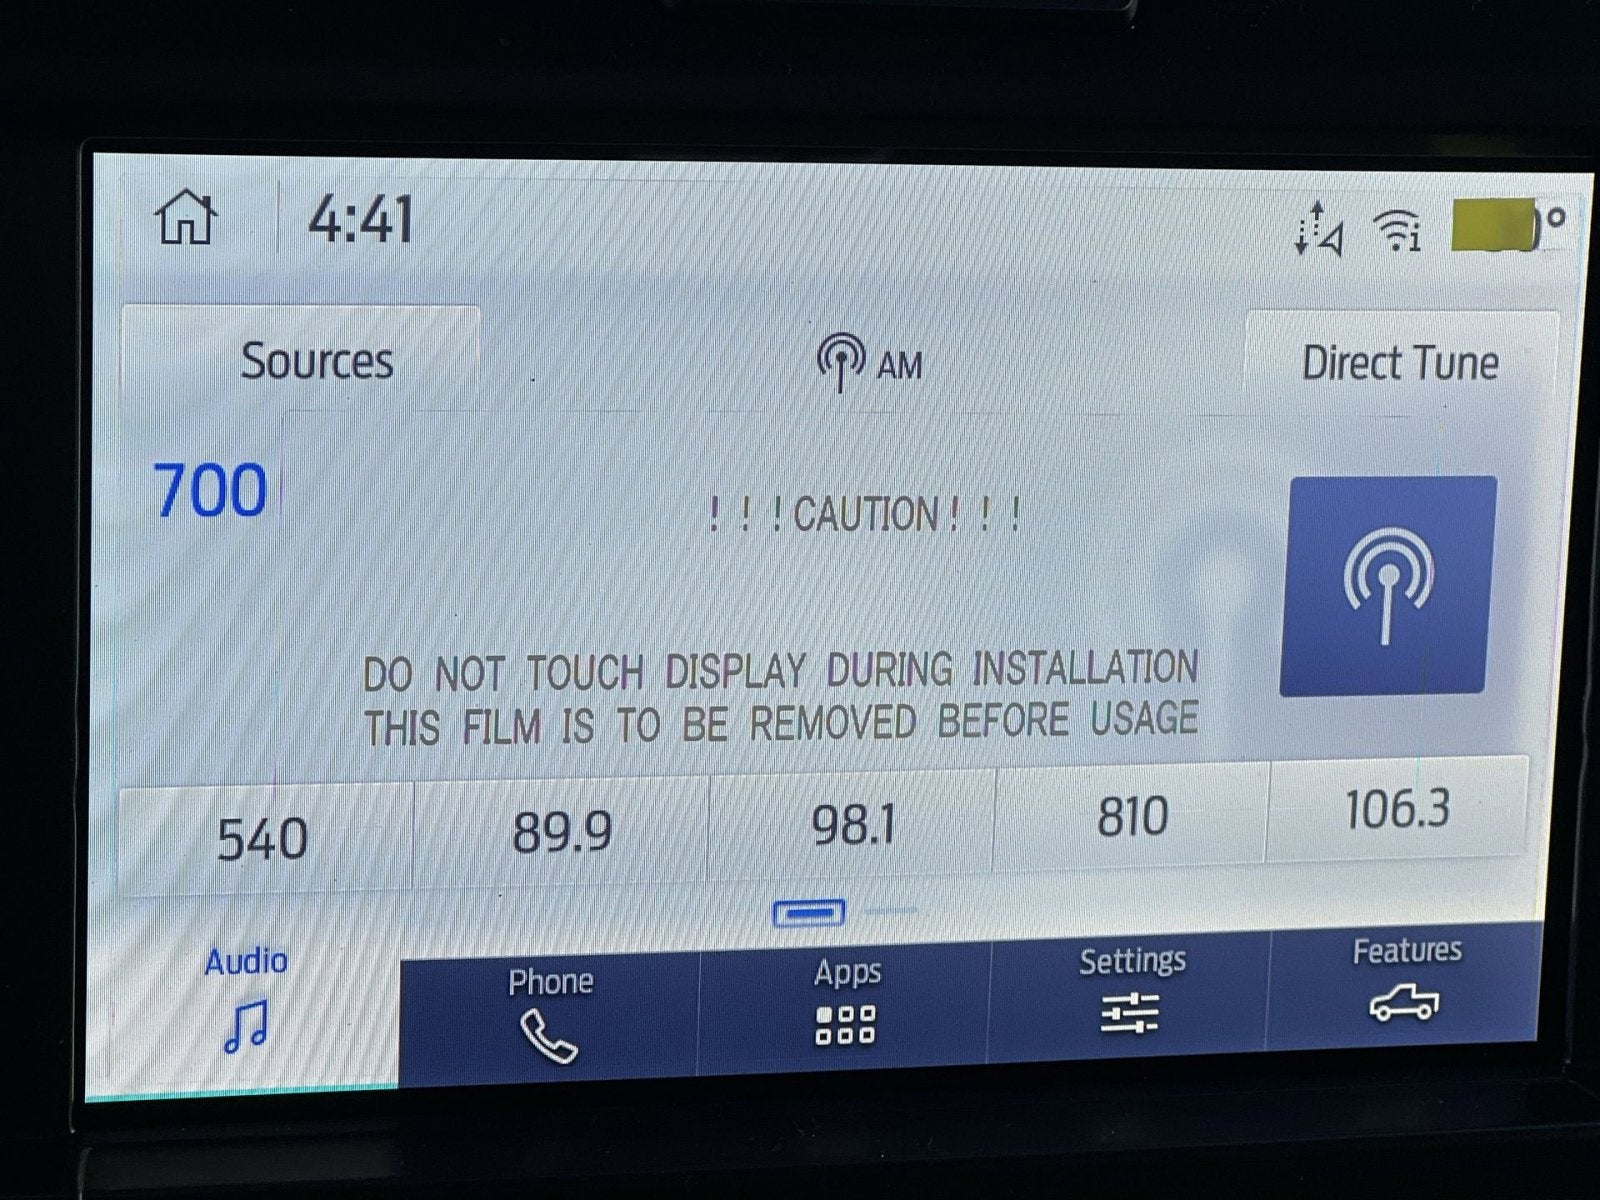 4:41
°
Sources
AM
Direct Tune
700
! ! ! CAUTION ! ! !
DO NOT TOUCH DISPLAY DURING INSTALLATION
THIS FILM IS TO BE REMOVED BEFORE USAGE
540 89.9 98.1 810 106.3
Audio Phone Apps Settings Features